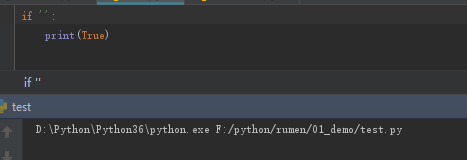 if '':
print(True)
if ''
test
D:\Python\Python36\python.exe F:/python/rumen/01_demo/test.py